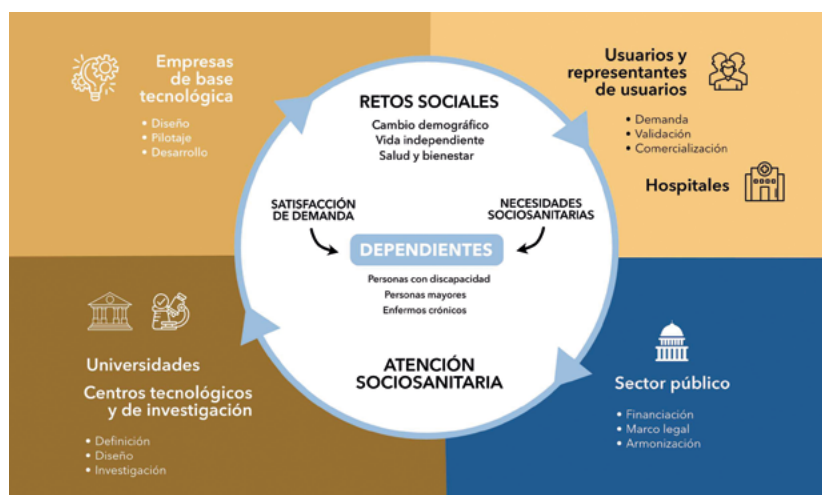 Empresas
de base
tecnológica
• Diseño
• Pilotaje
• Desarrollo
RETOS SOCIALES
Cambio demográfico
Vida independiente
Salud y bienestar
Usuarios y
representantes
de usuarios
• Demanda
• Validación
• Comercialización
Hospitales
SATISFACCIÓN
DE DEMANDA
NECESIDADES
SOCIOSANITARIAS
DEPENDIENTES
Personas con discapacidad
Personas mayores
Enfermos crónicos
ATENCIÓN
SOCIOSANITARIA
Universidades
Centros tecnológicos
y de investigación
• Definición
• Diseño
• Investigación
Sector público
• Financiación
• Marco legal
• Armonización